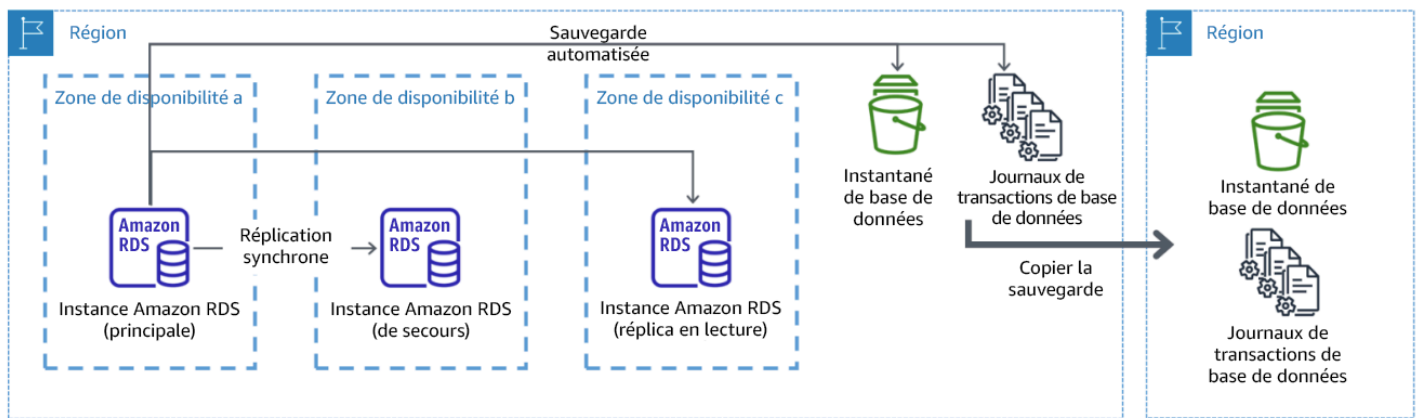 Région
Sauvegarde
automatisée
Région
Zone de disponibilité a
Zone de disponibilité b
Zone de disponibilité c
Instantané
de base de
données
Journaux de
transactions de base
de données
Instantané de
base de données
Amazon
RDS
Réplication
synchrone
Amazon
RDS
Amazon
RDS
Copier la
sauvegarde
Instance Amazon RDS
(principale)
Instance Amazon RDS
(de secours)
Instance Amazon RDS
(réplica en lecture)
Journaux de
transactions de
base de données